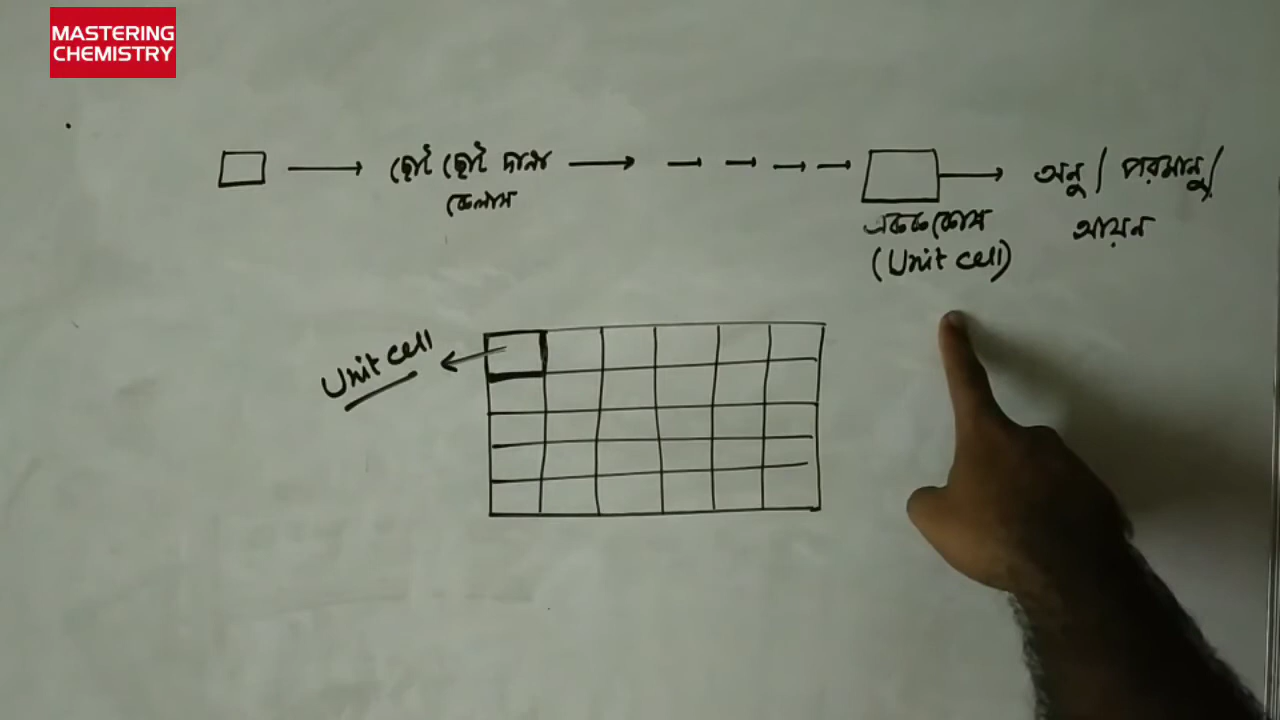 MASTERING
CHEMISTRY
ছোট ছোট দানা
কেলাস
একক কোষ
(Unit cell)
অনু / পরমানু/
আয়ন
Unit cell